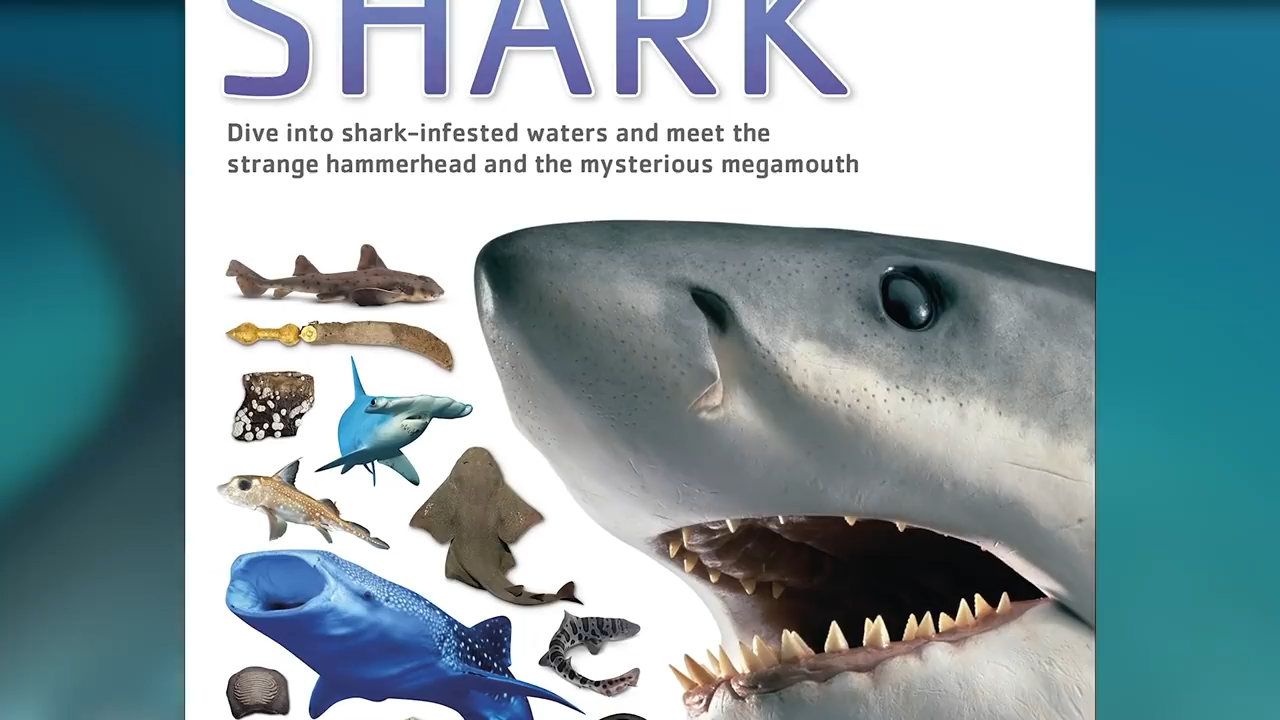 SHARK
Dive into shark-infested waters and meet the
strange hammerhead and the mysterious megamouth